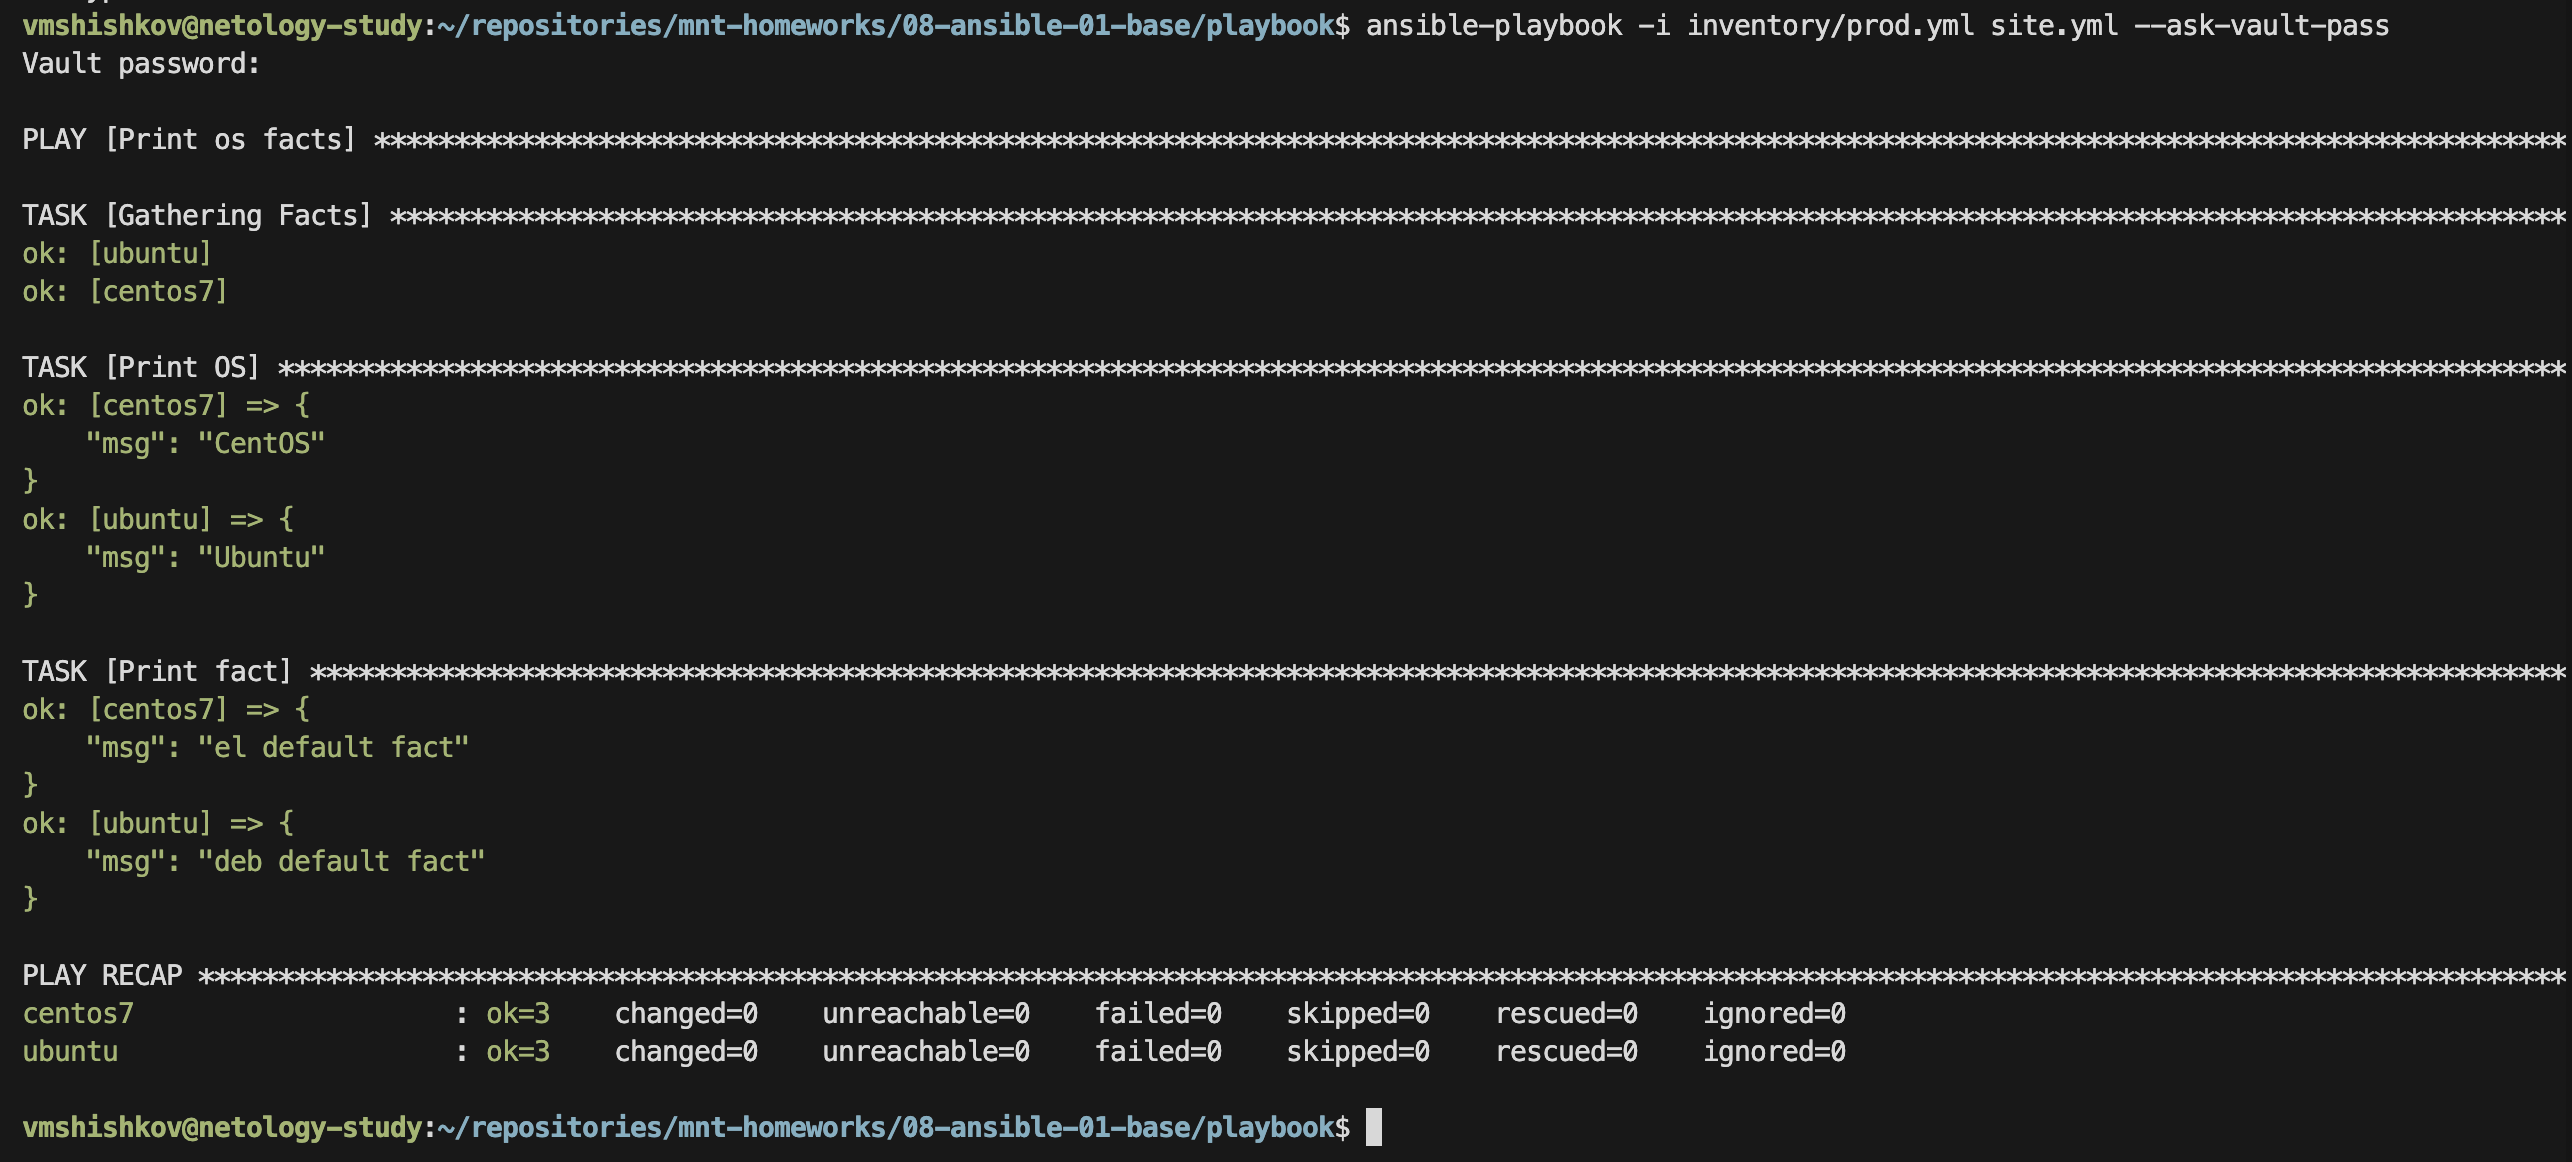 vmshishkov@netology-study:~/repositories/mnt-homeworks/08-ansible-01-base/playbook$ ansible-playbook -i inventory/prod.yml site.yml --ask-vault-pass
Vault password:
PLAY [Print os facts] *****************************************************************************************************************************************
TASK [Gathering Facts] ****************************************************************************************************************************************
ok: [ubuntu]
ok: [centos7]
TASK [Print OS] ***********************************************************************************************************************************************
ok: [centos7] => {
    "msg": "CentOS"
}
ok: [ubuntu] => {
    "msg": "Ubuntu"
}
TASK [Print fact] *********************************************************************************************************************************************
ok: [centos7] => {
    "msg": "el default fact"
}
ok: [ubuntu] => {
    "msg": "deb default fact"
}
PLAY RECAP ****************************************************************************************************************************************************
centos7                    : ok=3    changed=0    unreachable=0    failed=0    skipped=0    rescued=0    ignored=0
ubuntu                     : ok=3    changed=0    unreachable=0    failed=0    skipped=0    rescued=0    ignored=0
vmshishkov@netology-study:~/repositories/mnt-homeworks/08-ansible-01-base/playbook$